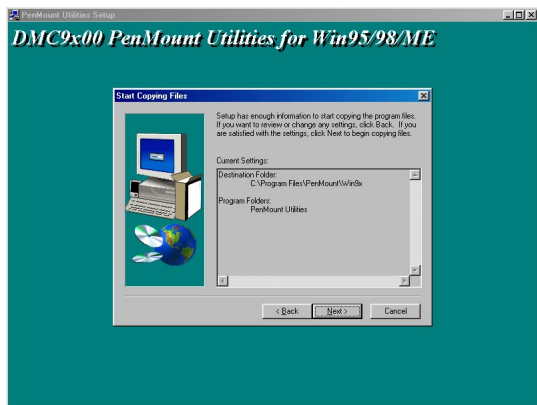 PenMount Utilities Setup
DMC9x00 PenMount Utilities for Win95/98/ME
Start Copying Files
Setup has enough information to start copying the program files.
If you want to review or change any settings, click Back. If you
are satisfied with the settings, click Next to begin copying files.
Current Settings:
Destination Folder:
C:\Program Files\PenMount\Win9x
Program Folders:
PenMount Utilities
< Back
Next >
Cancel